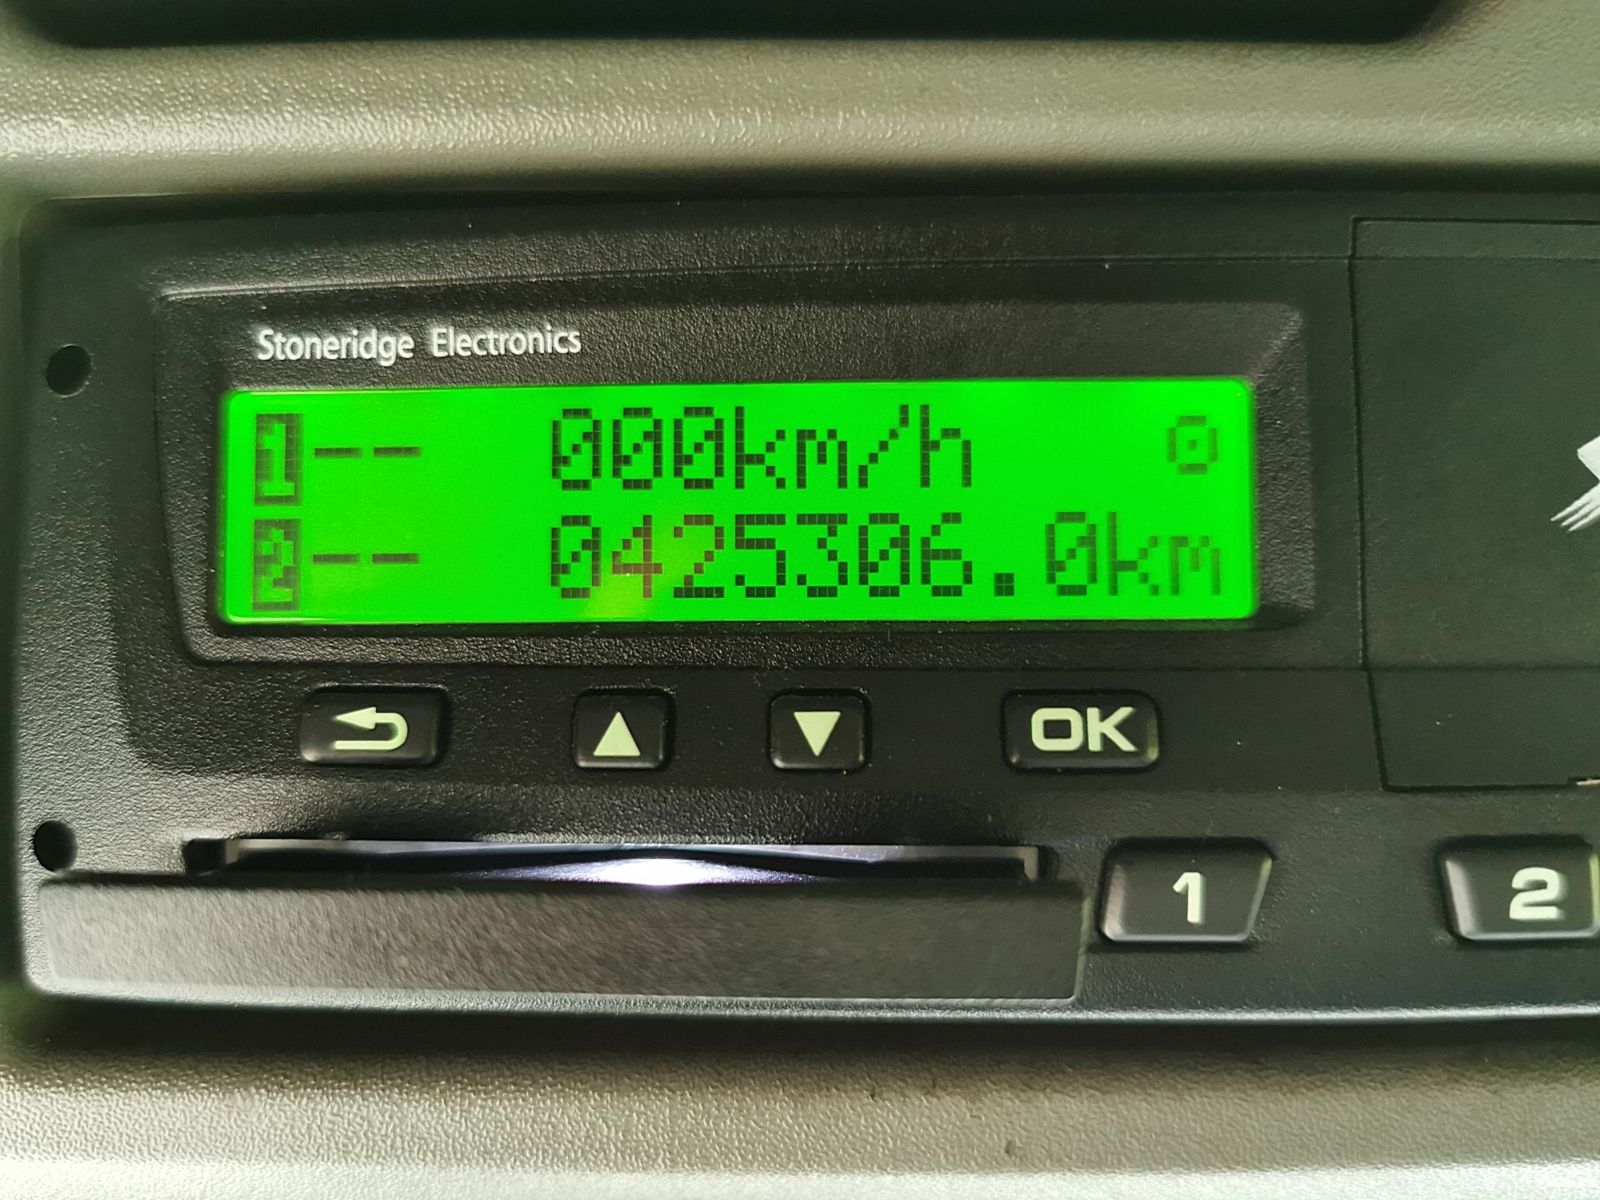 Stoneridge Electronics
1-- 000km/h
2-- 0425306.0km
OK
1 2